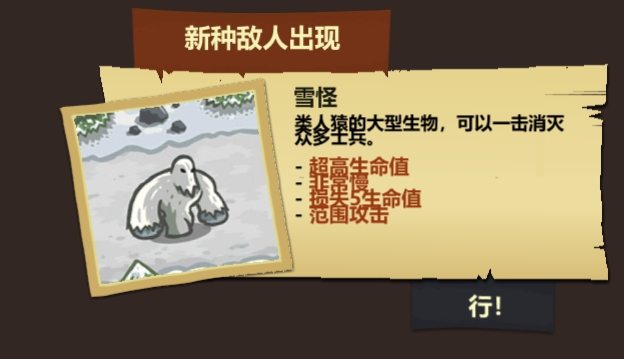 新种敌人出现
雪怪
类人猿的大型生物，可以一击消灭
众多士兵。
- 超高生命值
- 非常慢
- 损失5生命值
- 范围攻击
行！